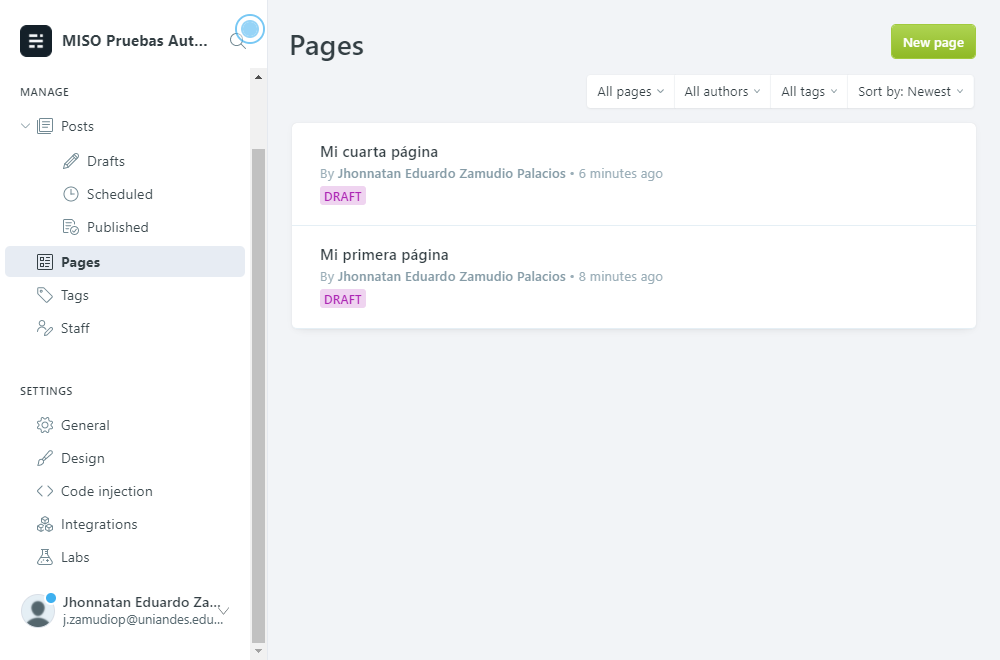 MISO Pruebas Aut...
MANAGE
Posts
Drafts
Scheduled
Published
Pages
Tags
Staff
SETTINGS
General
Design
Code injection
Integrations
Labs
Jhonnatan Eduardo Za...
j.zamudiop@uniandes.edu...
Pages
New page
All pages All authors All tags Sort by: Newest
Mi cuarta página
By Jhonnatan Eduardo Zamudio Palacios • 6 minutes ago
DRAFT
Mi primera página
By Jhonnatan Eduardo Zamudio Palacios • 8 minutes ago
DRAFT